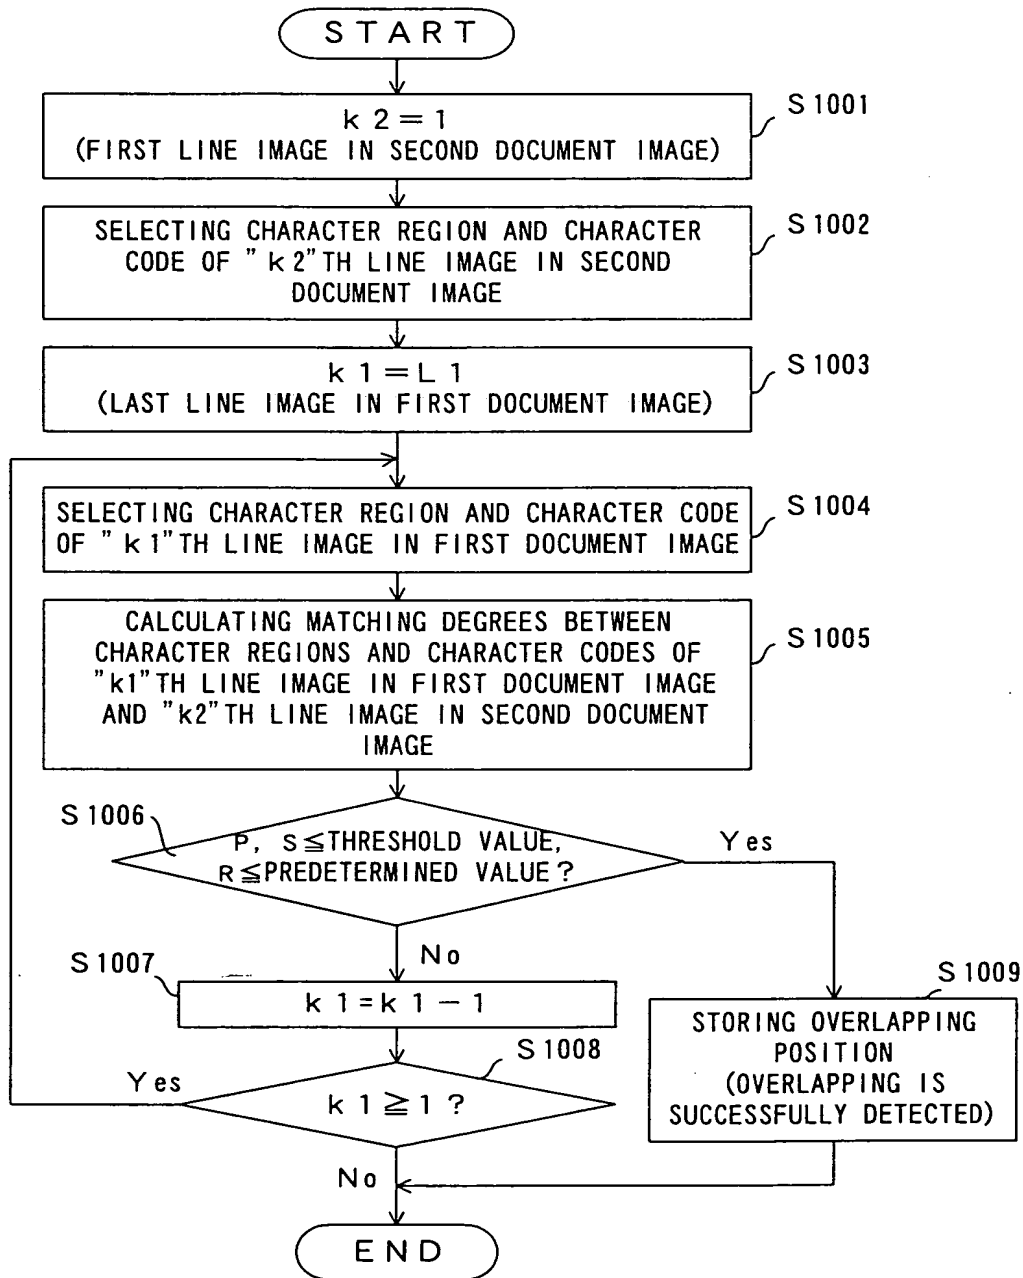 START
S1001
k2=1
(FIRST LINE IMAGE IN SECOND DOCUMENT IMAGE)
S1002
SELECTING CHARACTER REGION AND CHARACTER
CODE OF "k2"TH LINE IMAGE IN SECOND
DOCUMENT IMAGE
S1003
k1=L1
(LAST LINE IMAGE IN FIRST DOCUMENT IMAGE)
S1004
SELECTING CHARACTER REGION AND CHARACTER CODE
OF "k1"TH LINE IMAGE IN FIRST DOCUMENT IMAGE
S1005
CALCULATING MATCHING DEGREES BETWEEN
CHARACTER REGIONS AND CHARACTER CODES OF
"k1"TH LINE IMAGE IN FIRST DOCUMENT IMAGE
AND "k2"TH LINE IMAGE IN SECOND DOCUMENT
IMAGE
S1006
P, S≦THRESHOLD VALUE,
R≦PREDETERMINED VALUE?
Yes
No
S1007
k1=k1-1
S1009
STORING OVERLAPPING
POSITION
(OVERLAPPING IS
SUCCESSFULLY DETECTED)
S1008
Yes
k1≧1?
No
END